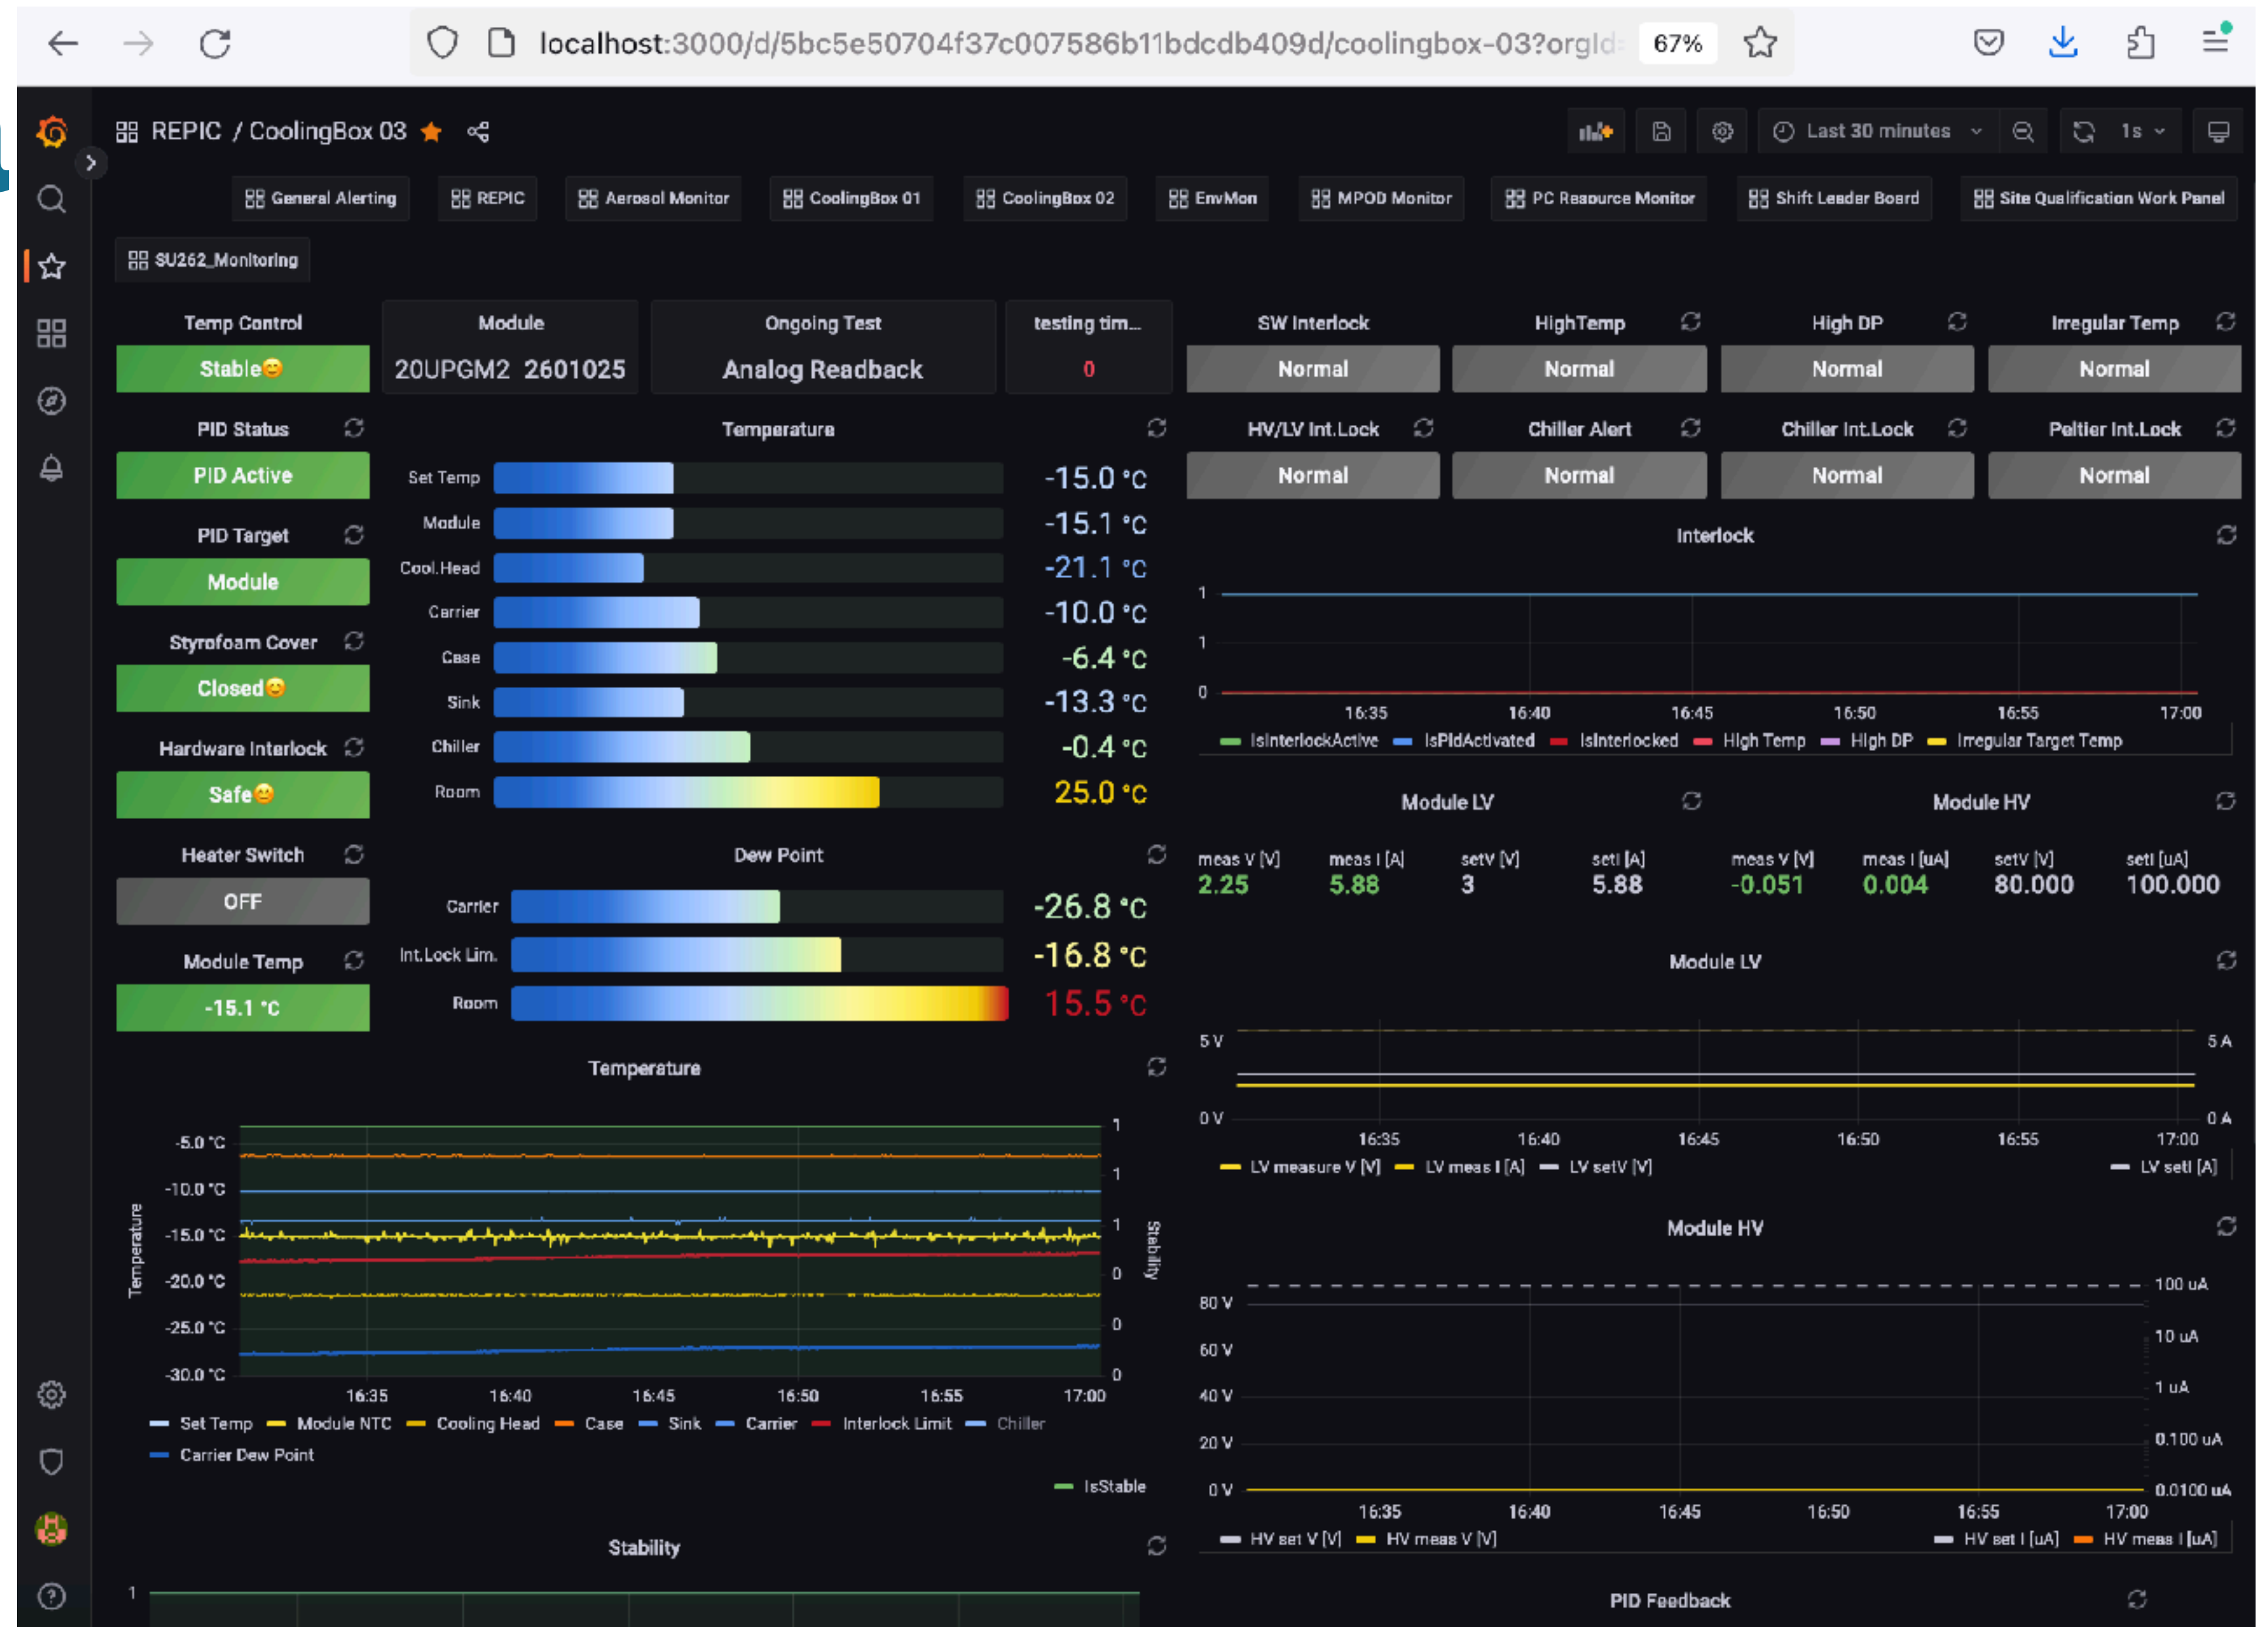 localhost:3000/d/5bc5e50704f37c007586b11bdcdb409d/coolingbox-03?orgId=
67%
REPIC / CoolingBox 03
Last 30 minutes
1s
General Alerting
REPIC
Aerosol Monitor
CoolingBox 01
CoolingBox 02
EnvMon
MPOD Monitor
PC Resource Monitor
Shift Leader Board
Site Qualification Work Panel
SU262_Monitoring
Temp Control
Stable😊
Module
20UPGM2 2601025
Ongoing Test
Analog Readback
testing tim...
0
SW Interlock
Normal
HighTemp
Normal
High DP
Normal
Irregular Temp
Normal
PID Status
PID Active
PID Target
Module
Styrofoam Cover
Closed😊
Hardware Interlock
Safe😊
Heater Switch
OFF
Module Temp
-15.1 °C
Temperature
Set Temp -15.0 °C
Module -15.1 °C
Cool.Head -21.1 °C
Carrier -10.0 °C
Case -6.4 °C
Sink -13.3 °C
Chiller -0.4 °C
Room 25.0 °C
Dew Point
Carrier -26.8 °C
Int.Lock Lim. -16.8 °C
Room 15.5 °C
HV/LV Int.Lock
Normal
Chiller Alert
Normal
Chiller Int.Lock
Normal
Peltier Int.Lock
Normal
Interlock
1
1
0
16:35 16:40 16:45 16:50 16:55 17:00
IsInterlockActive IsPidActivated IsInterlocked High Temp High DP Irregular Target Temp
Module LV
meas V [V] meas I [A] setV [V] setI [A]
2.25 5.88 3 5.88
Module HV
meas V [V] meas I [uA] setV [V] setI [uA]
-0.051 0.004 80.000 100.000
Module LV
5 V 5 A
0 V 0 A
16:35 16:40 16:45 16:50 16:55 17:00
LV measure V [V] LV meas I [A] LV setV [V] LV setI [A]
Temperature
Temperature
-5.0 °C
-10.0 °C
-15.0 °C
-20.0 °C
-25.0 °C
-30.0 °C
1
1
1
0
0
0
Stability
16:35 16:40 16:45 16:50 16:55 17:00
Set Temp Module NTC Cooling Head Case Sink Carrier Interlock Limit Chiller
Carrier Dew Point
IsStable
Module HV
80 V
60 V
40 V
20 V
0 V
100 uA
10 uA
1 uA
0.100 uA
0.0100 uA
16:35 16:40 16:45 16:50 16:55 17:00
HV set V [V] HV meas V [V] HV set I [uA] HV meas I [uA]
Stability
1
PID Feedback